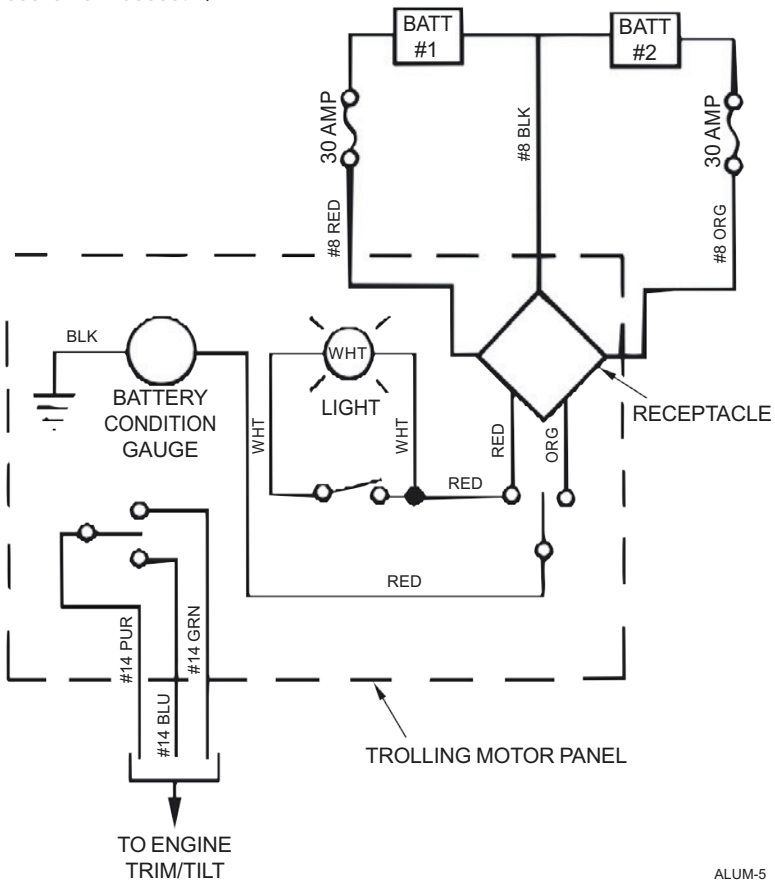 BATT
#1
BATT
#2
30 AMP
#8 BLK
30 AMP
#8 RED
#8 ORG
BLK
WHT
BATTERY
CONDITION
GAUGE
LIGHT
RECEPTACLE
WHT
WHT
RED
ORG
RED
RED
#14 PUR
#14 BLU
#14 GRN
TROLLING MOTOR PANEL
TO ENGINE
TRIM/TILT
ALUM-5